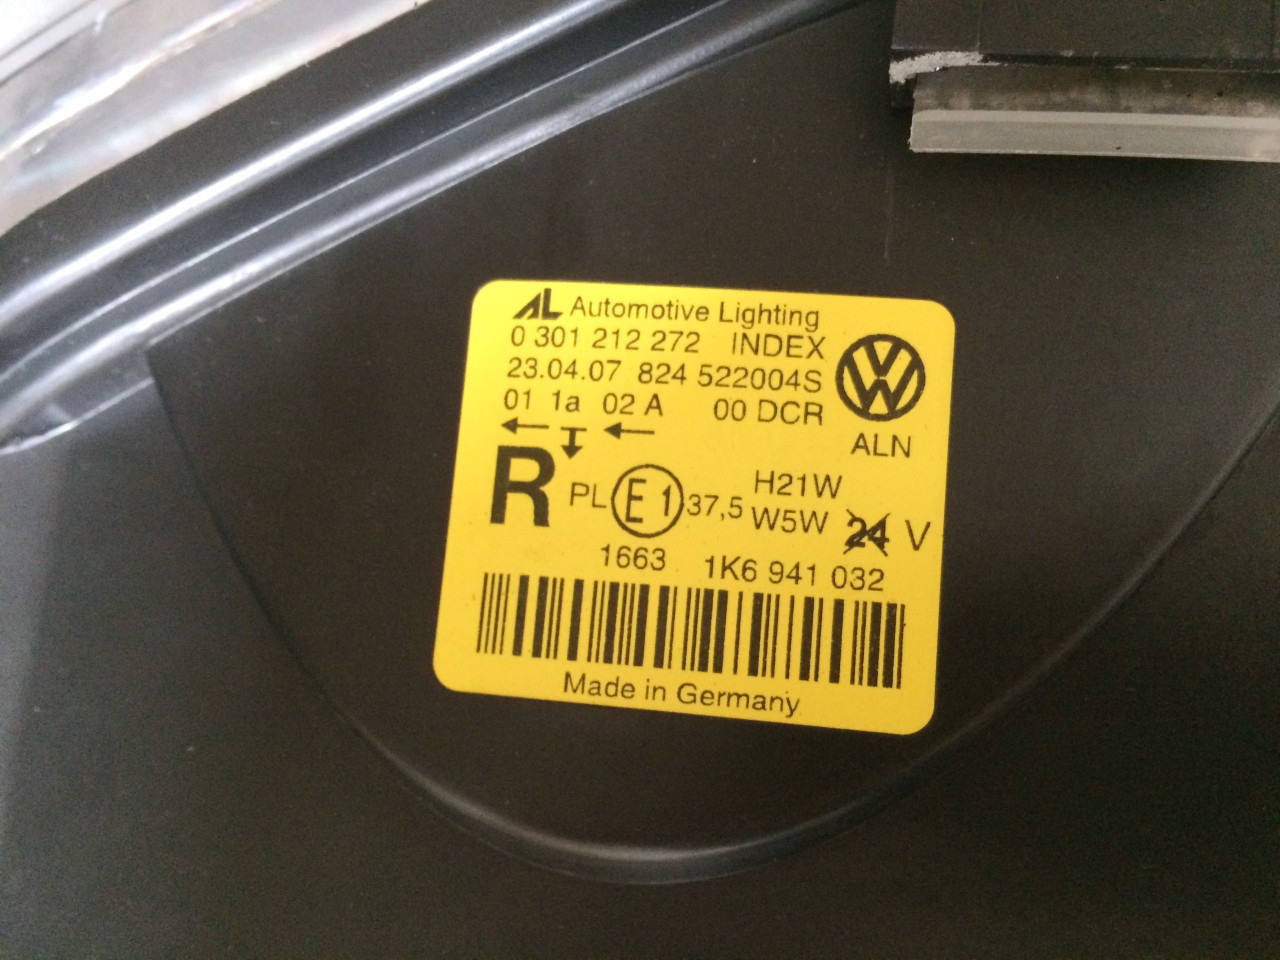 AL Automotive Lighting
0 301 212 272 INDEX
23.04.07 824 522004S
01 1a 02 A 00 DCR
ALN
← ↧ ←
R PL E1 37,5 H21W
W5W 24 V
1663 1K6 941 032
Made in Germany